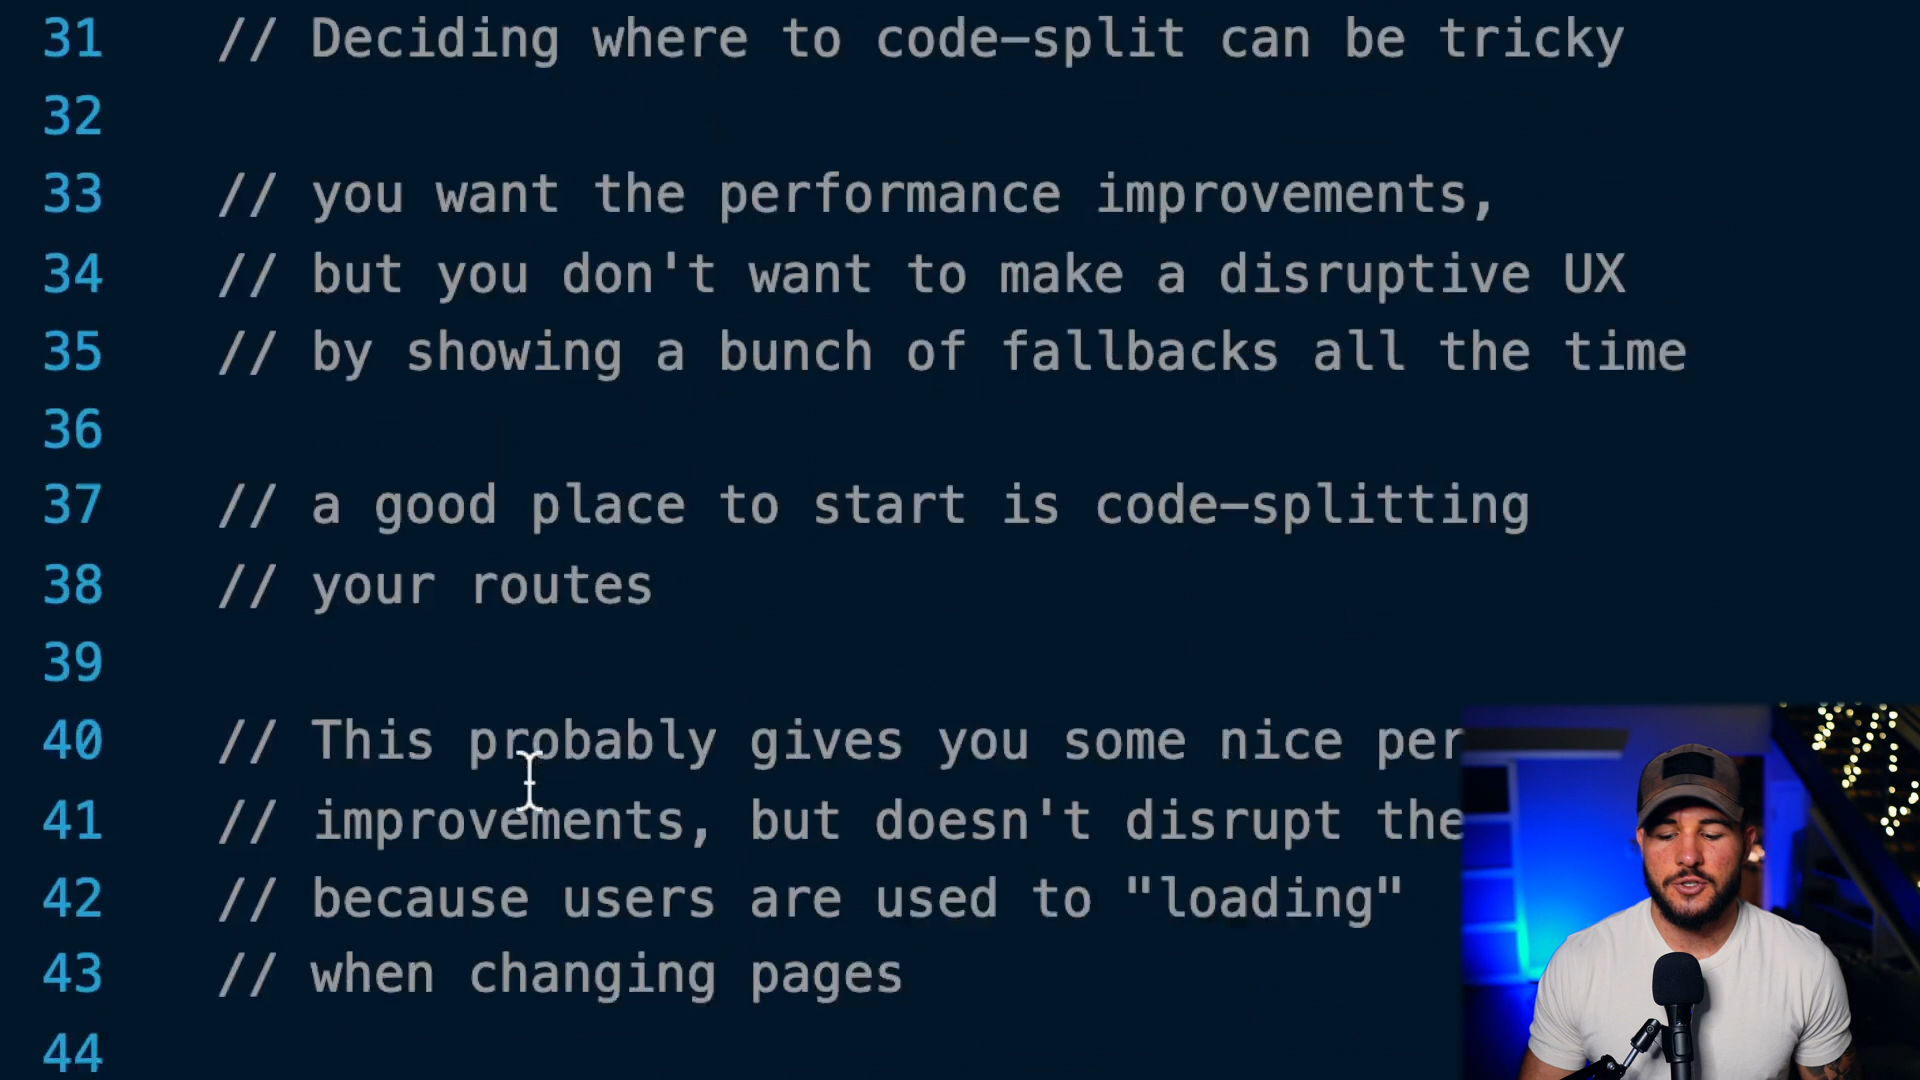 31 // Deciding where to code-split can be tricky
32
33 // you want the performance improvements,
34 // but you don't want to make a disruptive UX
35 // by showing a bunch of fallbacks all the time
36
37 // a good place to start is code-splitting
38 // your routes
39
40 // This probably gives you some nice per
41 // improvements, but doesn't disrupt the
42 // because users are used to "loading"
43 // when changing pages
44